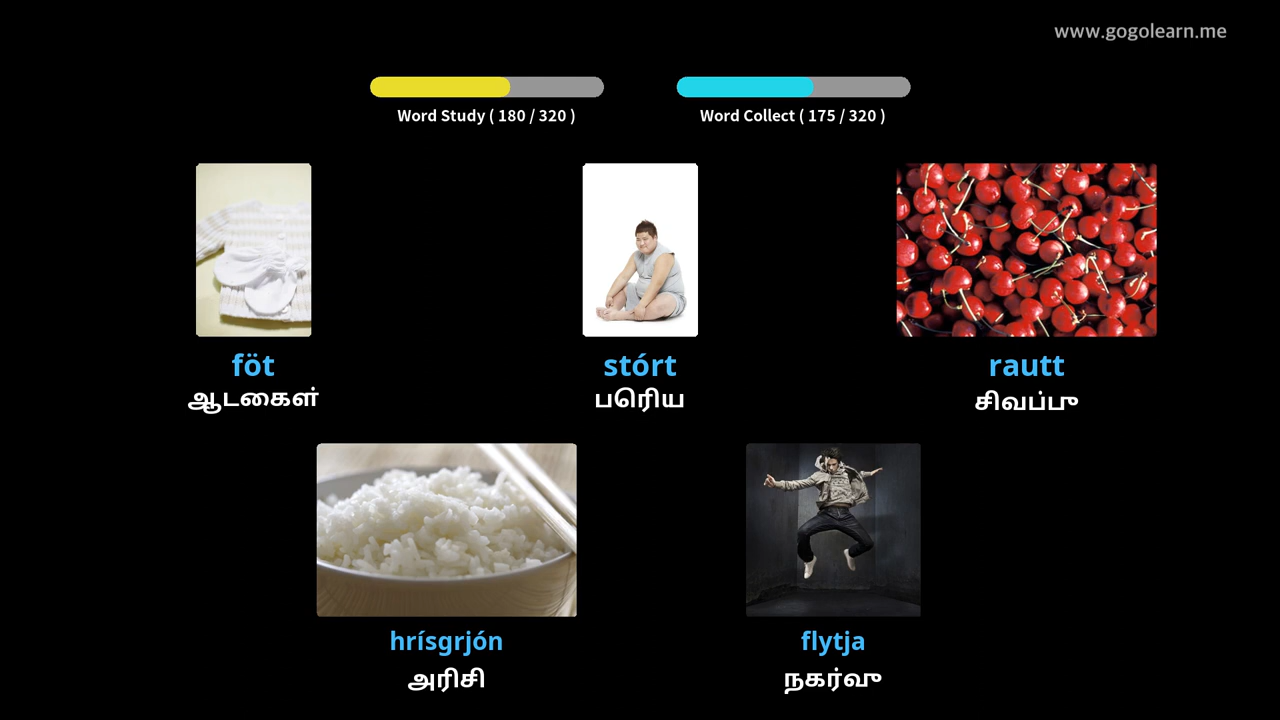 www.gogolearn.me
Word Study ( 180 / 320 )
Word Collect ( 175 / 320 )
föt
stórt
rautt
ஆடைகள்
பெரிய
சிவப்பு
hrísgrjón
flytja
அரிசி
நகர்வு